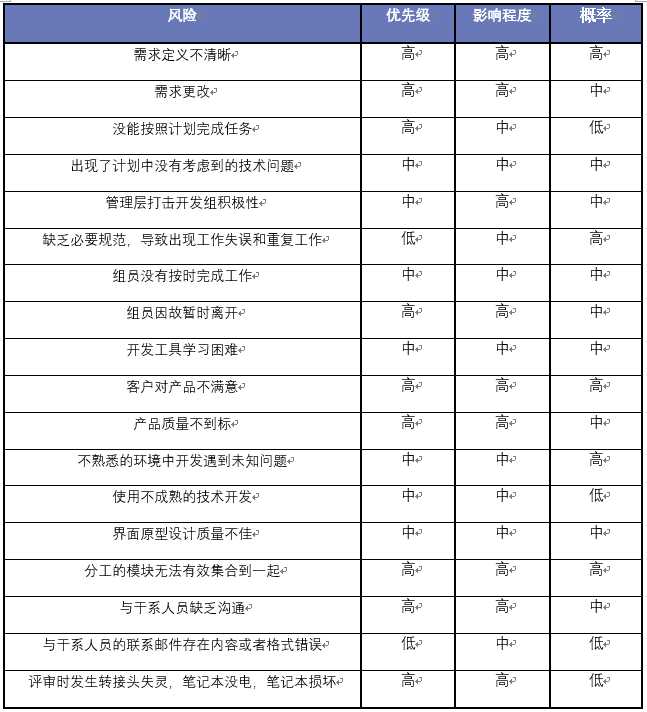 风险 优先级 影响程度 概率
需求定义不清晰 高 高 高
需求更改 高 高 中
没能按照计划完成任务 高 中 低
出现了计划中没有考虑到的技术问题 中 中 中
管理层打击开发组积极性 中 高 中
缺乏必要规范，导致出现工作失误和重复工作 低 中 高
组员没有按时完成工作 中 中 中
组员因故暂时离开 高 高 中
开发工具学习困难 中 中 中
客户对产品不满意 高 高 高
产品质量不到标 高 高 中
不熟悉的环境中开发遇到未知问题 中 中 高
使用不成熟的技术开发 中 中 低
界面原型设计质量不佳 中 中 中
分工的模块无法有效集合到一起 高 高 高
与干系人员缺乏沟通 高 高 中
与干系人员的联系邮件存在内容或者格式错误 低 中 低
评审时发生转接头失灵，笔记本没电，笔记本损坏 高 高 低